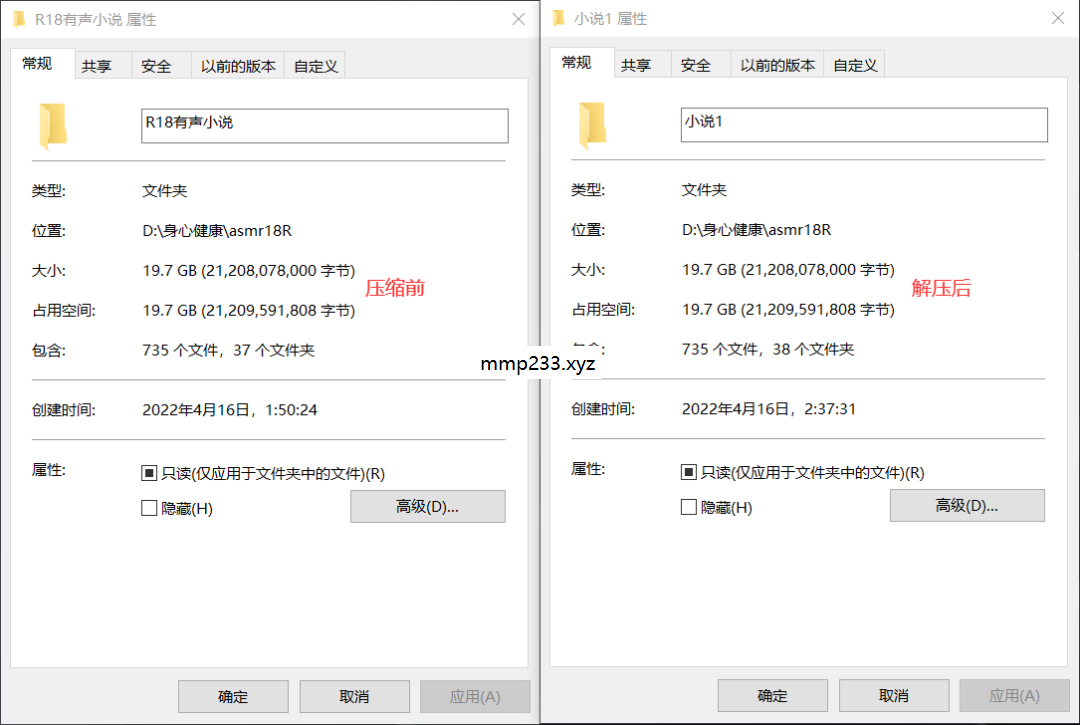 R18有声小说 属性
常规 共享 安全 以前的版本 自定义
R18有声小说
类型: 文件夹
位置: D:\身心健康\asmr18R
大小: 19.7 GB (21,208,078,000 字节)
压缩前
占用空间: 19.7 GB (21,209,591,808 字节)
包含: 735 个文件，37 个文件夹
创建时间: 2022年4月16日，1:50:24
属性: 只读(仅应用于文件夹中的文件)(R)
隐藏(H) 高级(D)...
确定 取消 应用(A)
小说1 属性
常规 共享 安全 以前的版本 自定义
小说1
类型: 文件夹
位置: D:\身心健康\asmr18R
大小: 19.7 GB (21,208,078,000 字节)
解压后
占用空间: 19.7 GB (21,209,591,808 字节)
包含: 735 个文件，38 个文件夹
mmp233.xyz
创建时间: 2022年4月16日，2:37:31
属性: 只读(仅应用于文件夹中的文件)(R)
隐藏(H) 高级(D)...
确定 取消 应用(A)